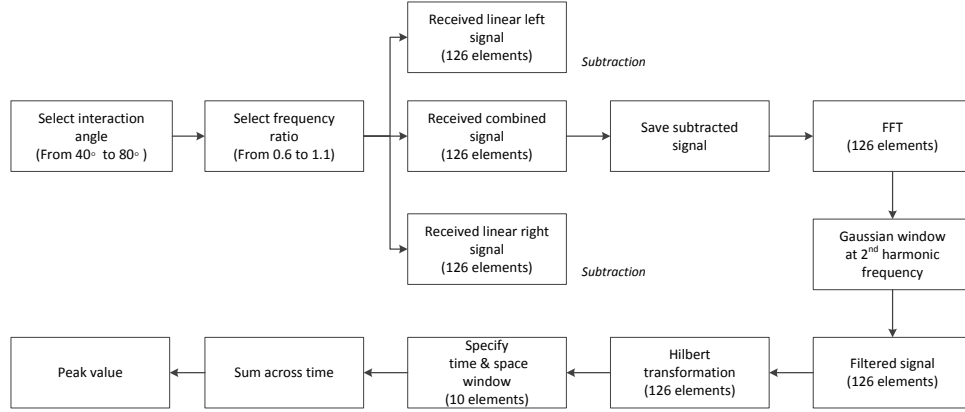 Received linear left
signal
(126 elements)
Subtraction
Select interaction
angle
(From 40° to 80° )
Select frequency
ratio
(From 0.6 to 1.1)
Received combined
signal
(126 elements)
Save subtracted
signal
FFT
(126 elements)
Received linear right
signal
(126 elements)
Subtraction
Gaussian window
at 2nd harmonic
frequency
Peak value
Sum across time
Specify
time & space
window
(10 elements)
Hilbert
transformation
(126 elements)
Filtered signal
(126 elements)